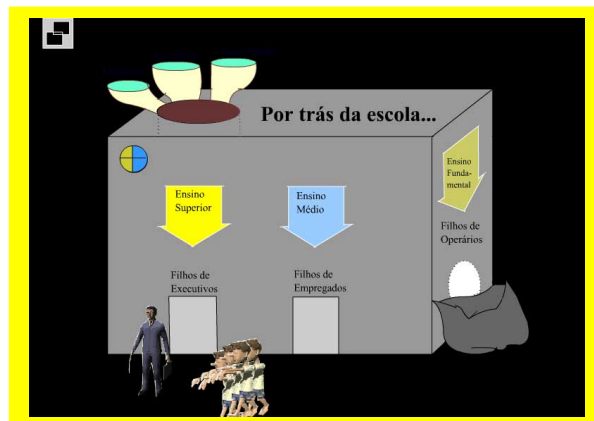 Por trás da escola...
Ensino
Superior
Ensino
Médio
Ensino
Funda-
mental
Filhos de
Executivos
Filhos de
Empregados
Filhos de
Operários